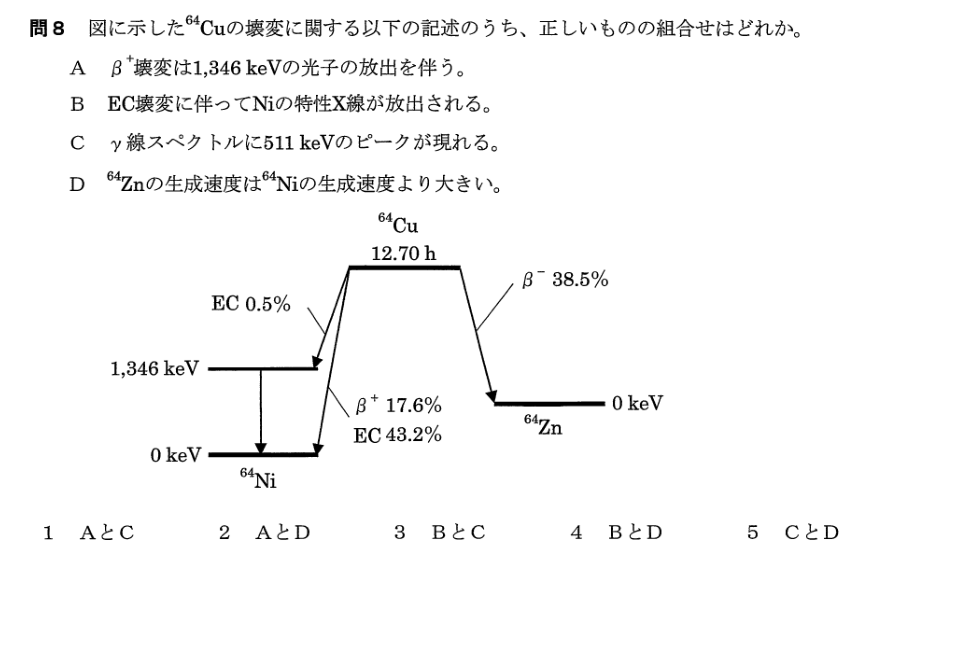 問8 図に示した⁶⁴Cuの壊変に関する以下の記述のうち、正しいものの組合せはどれか。
A β⁺壊変は1,346 keVの光子の放出を伴う。
B EC壊変に伴ってNiの特性X線が放出される。
C γ線スペクトルに511 keVのピークが現れる。
D ⁶⁴Znの生成速度は⁶⁴Niの生成速度より大きい。
⁶⁴Cu
12.70 h
β⁻ 38.5%
EC 0.5%
1,346 keV
β⁺ 17.6%
EC 43.2%
0 keV
⁶⁴Zn
0 keV
⁶⁴Ni
1 AとC 2 AとD 3 BとC 4 BとD 5 CとD